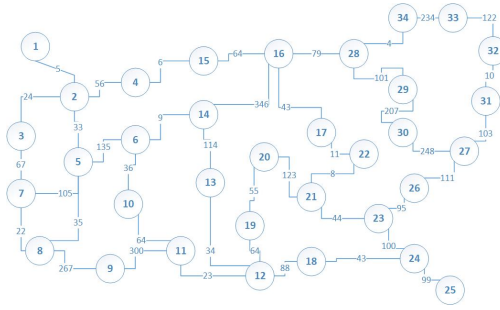 34 234 33 122
1 16 79 28 4 32
5 15 64
6
56 4 101 10
24 2 29 31
346 43 207
33 9 14 103
3 135 6 17 11 22 30 248 27
67 5 114 20 8 111
36 123
7 105 13 55 21 26
10 44 23 95
22 35 19
8 64 11 34 64 100
300 18 43 24
267 9 23 12 88 99
25